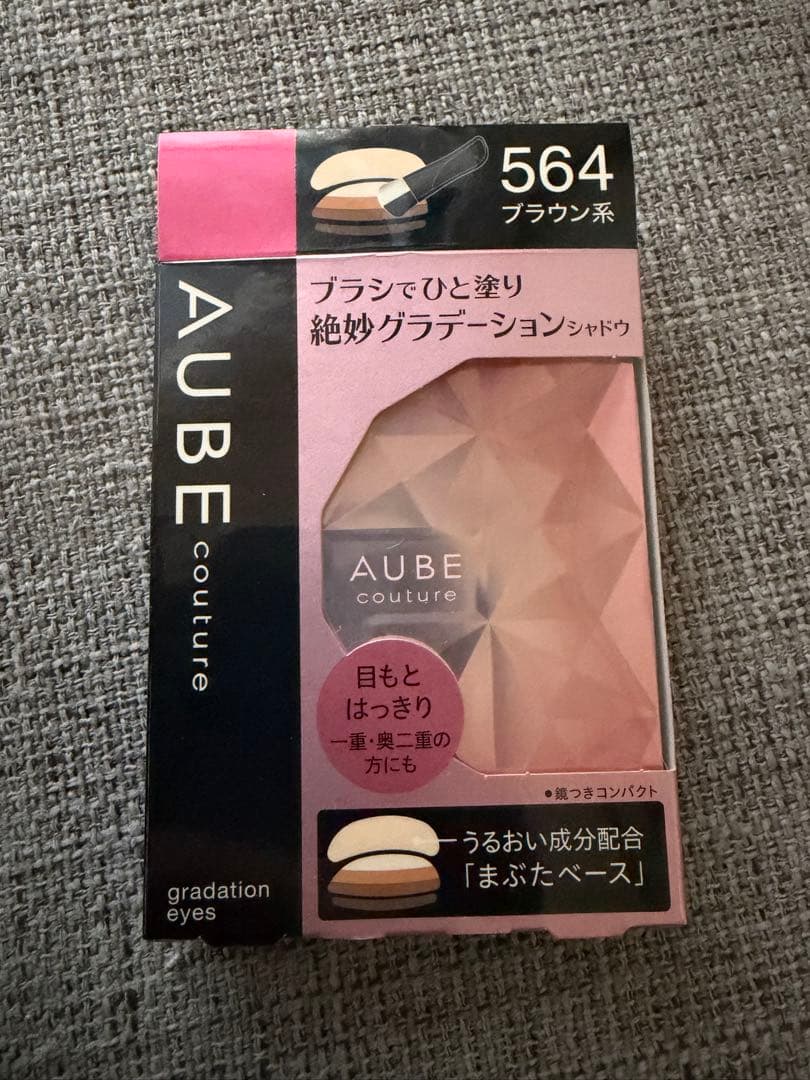 564
ブラウン系
ブラシでひと塗り
絶妙グラデーションシャドウ
AUBE couture
AUBE
couture
目もと
はっきり
一重・奥二重の
方にも
●鏡つきコンパクト
うるおい成分配合
「まぶたベース」
gradation
eyes